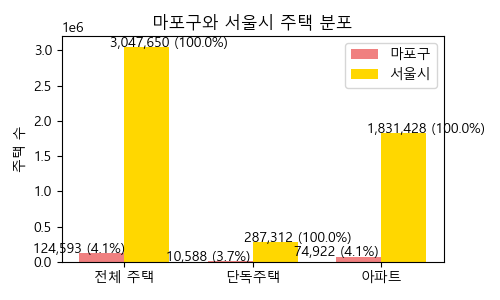 마포구와 서울시 주택 분포
1e6
주택 수
3.0
2.5
2.0
1.5
1.0
0.5
0.0
마포구
서울시
3,047,650 (100.0%)
1,831,428 (100.0%)
287,312 (100.0%)
124,593 (4.1%)
10,588 (3.7%)
74,922 (4.1%)
전체 주택
단독주택
아파트